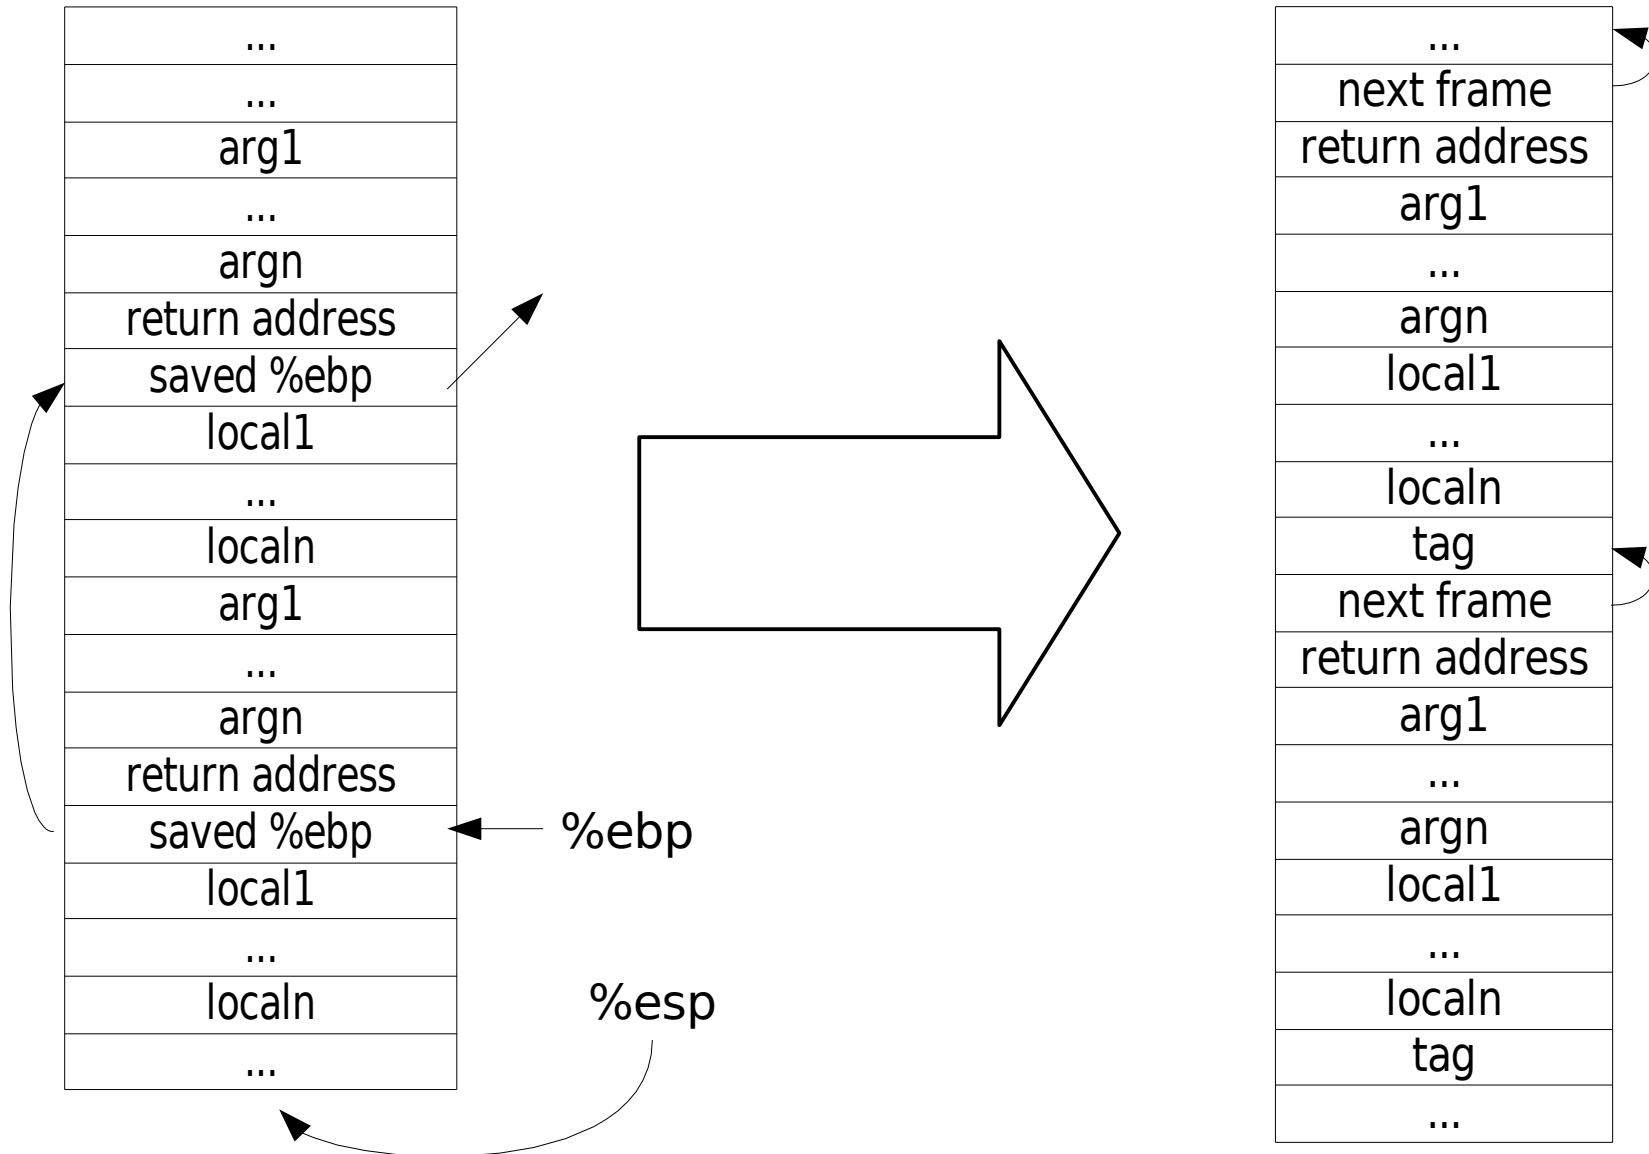 ...
...
arg1
...
argn
return address
saved %ebp
local1
...
localn
arg1
...
argn
return address
saved %ebp
local1
...
localn
...
%ebp
%esp
...
next frame
return address
arg1
...
argn
local1
...
localn
tag
next frame
return address
arg1
...
argn
local1
...
localn
tag
...